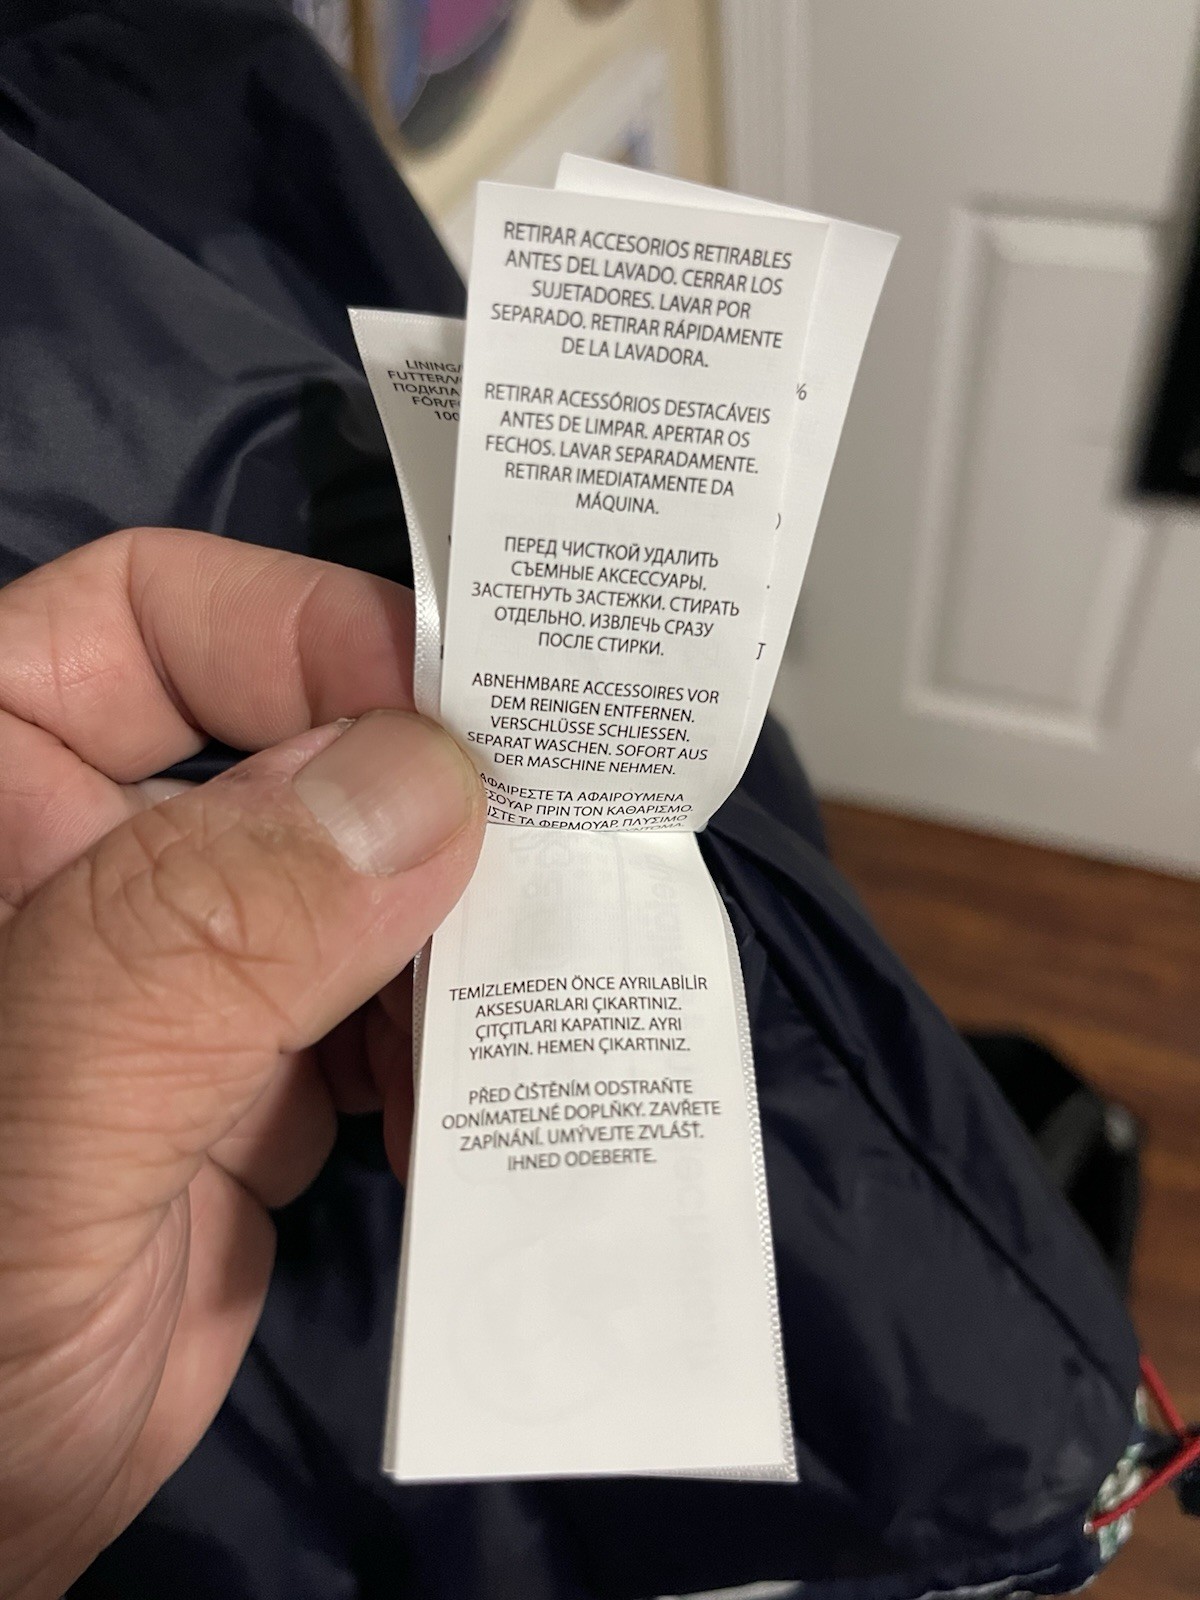 RETIRAR ACCESORIOS RETIRABLES
ANTES DEL LAVADO. CERRAR LOS
SUJETADORES. LAVAR POR
SEPARADO. RETIRAR RÁPIDAMENTE
DE LA LAVADORA.
RETIRAR ACESSÓRIOS DESTACÁVEIS
ANTES DE LIMPAR. APERTAR OS
FECHOS. LAVAR SEPARADAMENTE.
RETIRAR IMEDIATAMENTE DA
MÁQUINA.
ПЕРЕД ЧИСТКОЙ УДАЛИТЬ
СЪЕМНЫЕ АКСЕССУАРЫ.
ЗАСТЕГНУТЬ ЗАСТЕЖКИ. СТИРАТЬ
ОТДЕЛЬНО. ИЗВЛЕЧЬ СРАЗУ
ПОСЛЕ СТИРКИ.
ABNEHMBARE ACCESSOIRES VOR
DEM REINIGEN ENTFERNEN.
VERSCHLÜSSE SCHLIESSEN.
SEPARAT WASCHEN. SOFORT AUS
DER MASCHINE NEHMEN.
ΑΦΑΙΡΕΣΤΕ ΤΑ ΑΦΑΙΡΟΥΜΕΝΑ
ΕΣΟΥΑΡ ΠΡΙΝ ΤΟΝ ΚΑΘΑΡΙΣΜΟ.
ΙΣΤΕ ΤΑ ΦΕΡΜΟΥΑΡ. ΠΛΥΣΙΜΟ
TEMİZLEMEDEN ÖNCE AYRILABİLİR
AKSESUARLARI ÇIKARTINIZ.
ÇITÇITLARI KAPATINIZ. AYRI
YIKAYIN. HEMEN ÇIKARTINIZ.
PŘED ČIŠTĚNÍM ODSTRAŇTE
ODNÍMATELNÉ DOPLŇKY. ZAVŘETE
ZAPÍNÁNÍ. UMÝVEJTE ZVLÁŠŤ.
IHNED ODEBERTE.
LINING/
FUTTER/V
ПОДКЛА
FÓR/F
100
%